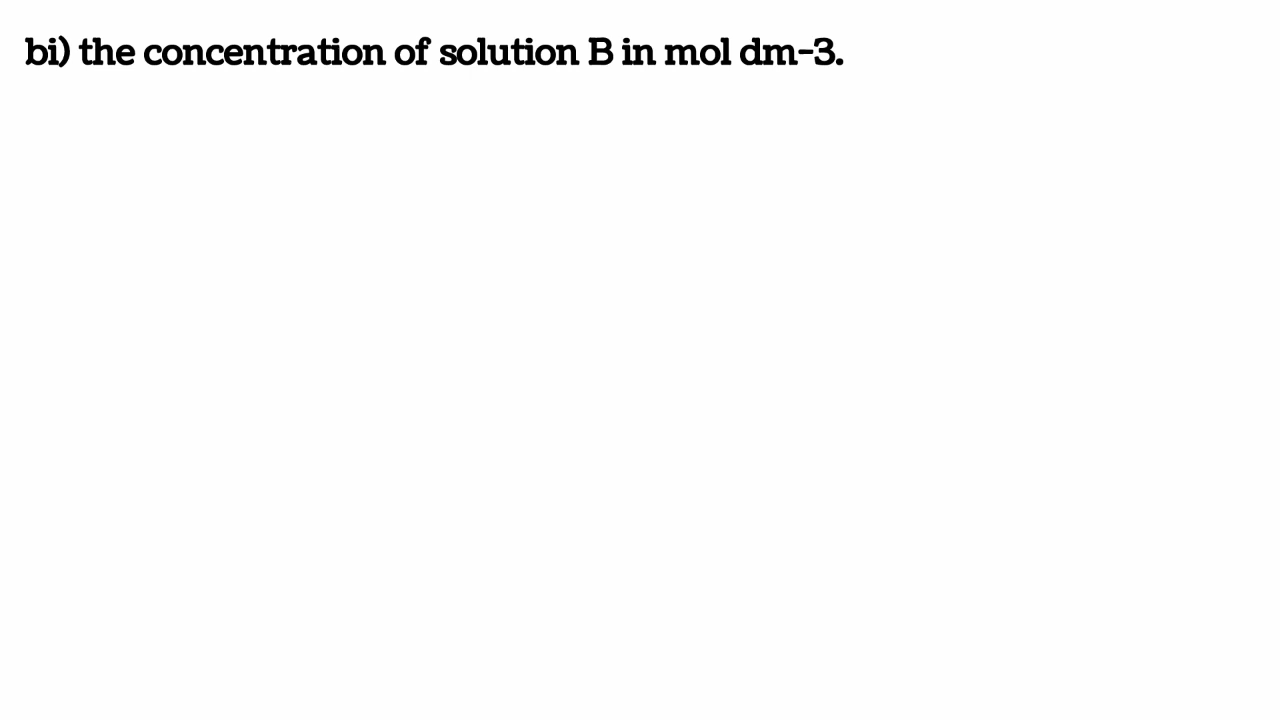 bi) the concentration of solution B in mol dm-3.